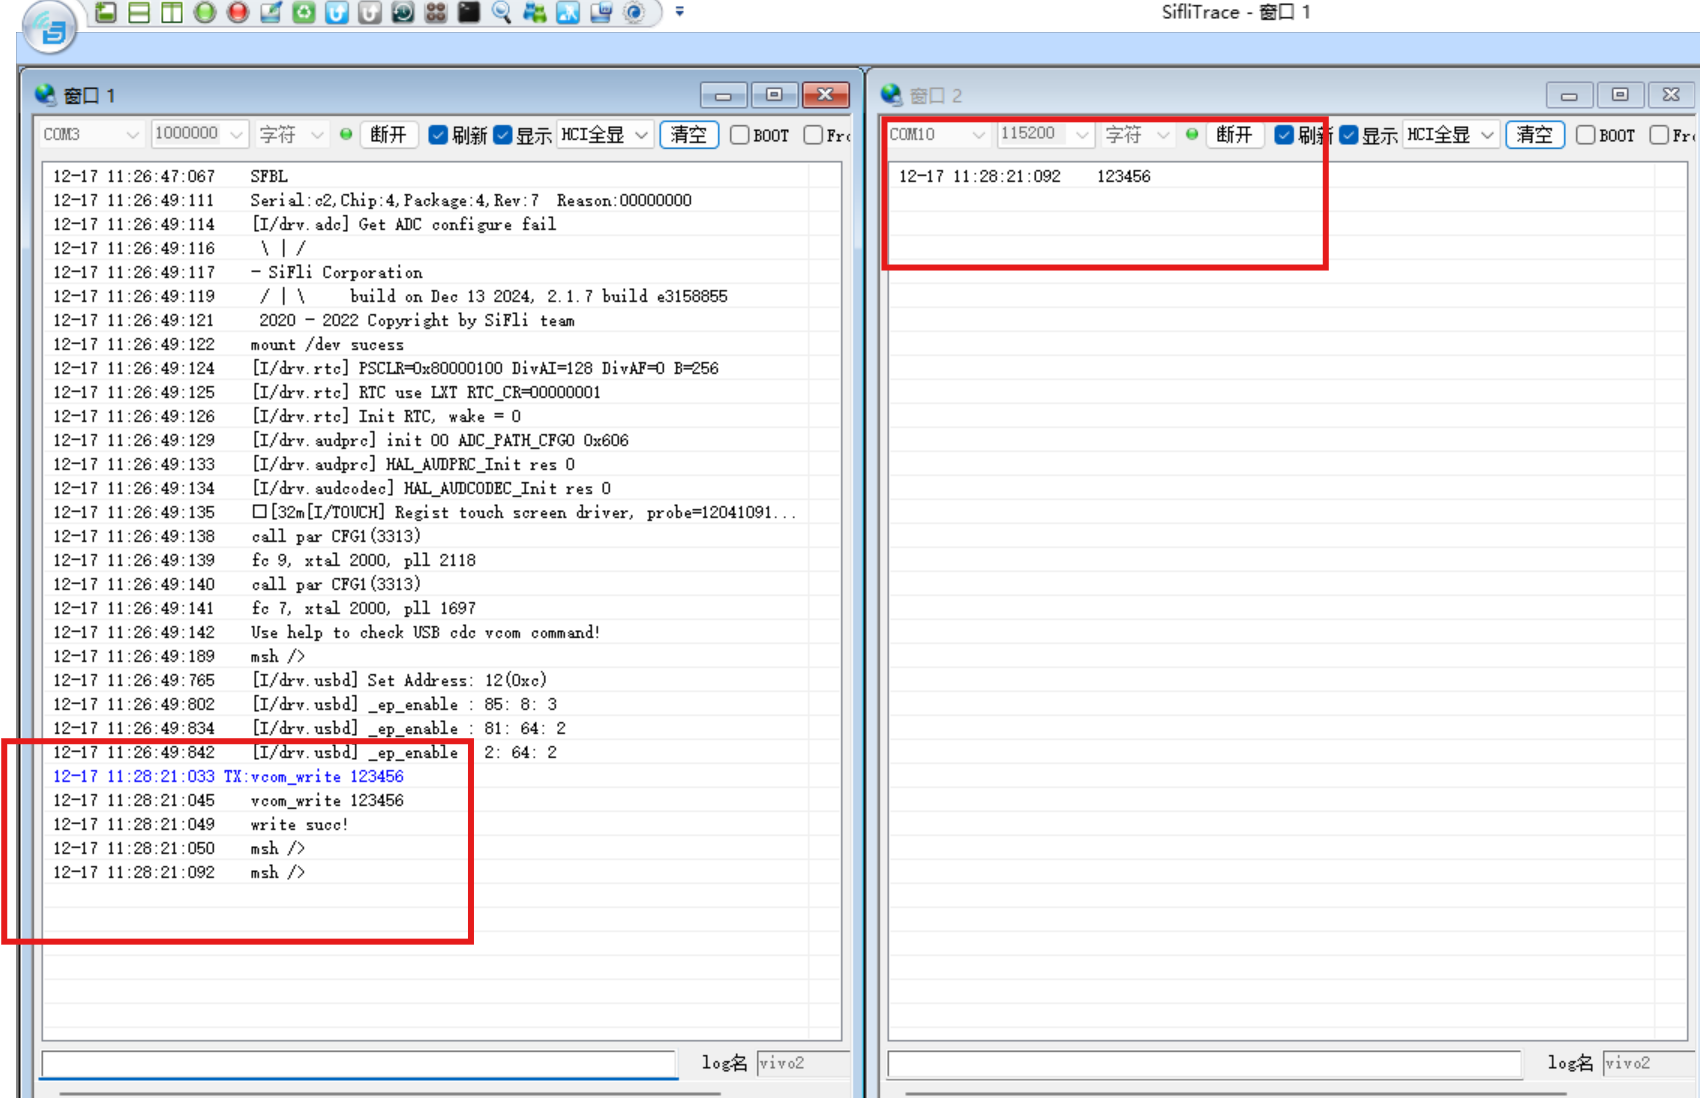 SifliTrace - 窗口 1
窗口 1
COM3 1000000 字符 断开 刷新 显示 HCI全显 清空 BOOT
12-17 11:26:47:067 SFBL
12-17 11:26:49:111 Serial:c2,Chip:4,Package:4,Rev:7 Reason:00000000
12-17 11:26:49:114 [I/drv.adc] Get ADC configure fail
12-17 11:26:49:116 \ | /
12-17 11:26:49:117 - SiFli Corporation
12-17 11:26:49:119 / | \ build on Dec 13 2024, 2.1.7 build e3158855
12-17 11:26:49:121 2020 - 2022 Copyright by SiFli team
12-17 11:26:49:122 mount /dev sucess
12-17 11:26:49:124 [I/drv.rtc] PSCLR=0x80000100 DivAI=128 DivAF=0 B=256
12-17 11:26:49:125 [I/drv.rtc] RTC use LXT RTC_CR=00000001
12-17 11:26:49:126 [I/drv.rtc] Init RTC, wake = 0
12-17 11:26:49:129 [I/drv.audprc] init 00 ADC_PATH_CFG0 0x606
12-17 11:26:49:133 [I/drv.audprc] HAL_AUDPRC_Init res 0
12-17 11:26:49:134 [I/drv.audcodec] HAL_AUDCODEC_Init res 0
12-17 11:26:49:135 □[32m[I/TOUCH] Regist touch screen driver, probe=12041091...
12-17 11:26:49:138 call par CFG1(3313)
12-17 11:26:49:139 fc 9, xtal 2000, pll 2118
12-17 11:26:49:140 call par CFG1(3313)
12-17 11:26:49:141 fc 7, xtal 2000, pll 1697
12-17 11:26:49:142 Use help to check USB cdc vcom command!
12-17 11:26:49:189 msh />
12-17 11:26:49:765 [I/drv.usbd] Set Address: 12(0xc)
12-17 11:26:49:802 [I/drv.usbd] _ep_enable : 85: 8: 3
12-17 11:26:49:834 [I/drv.usbd] _ep_enable : 81: 64: 2
12-17 11:26:49:842 [I/drv.usbd] _ep_enable 2: 64: 2
12-17 11:28:21:033 TX:vcom_write 123456
12-17 11:28:21:045 vcom_write 123456
12-17 11:28:21:049 write succ!
12-17 11:28:21:050 msh />
12-17 11:28:21:092 msh />
log名 vivo2
窗口 2
COM10 115200 字符 断开 刷新 显示 HCI全显 清空 BOOT
12-17 11:28:21:092 123456
log名 vivo2